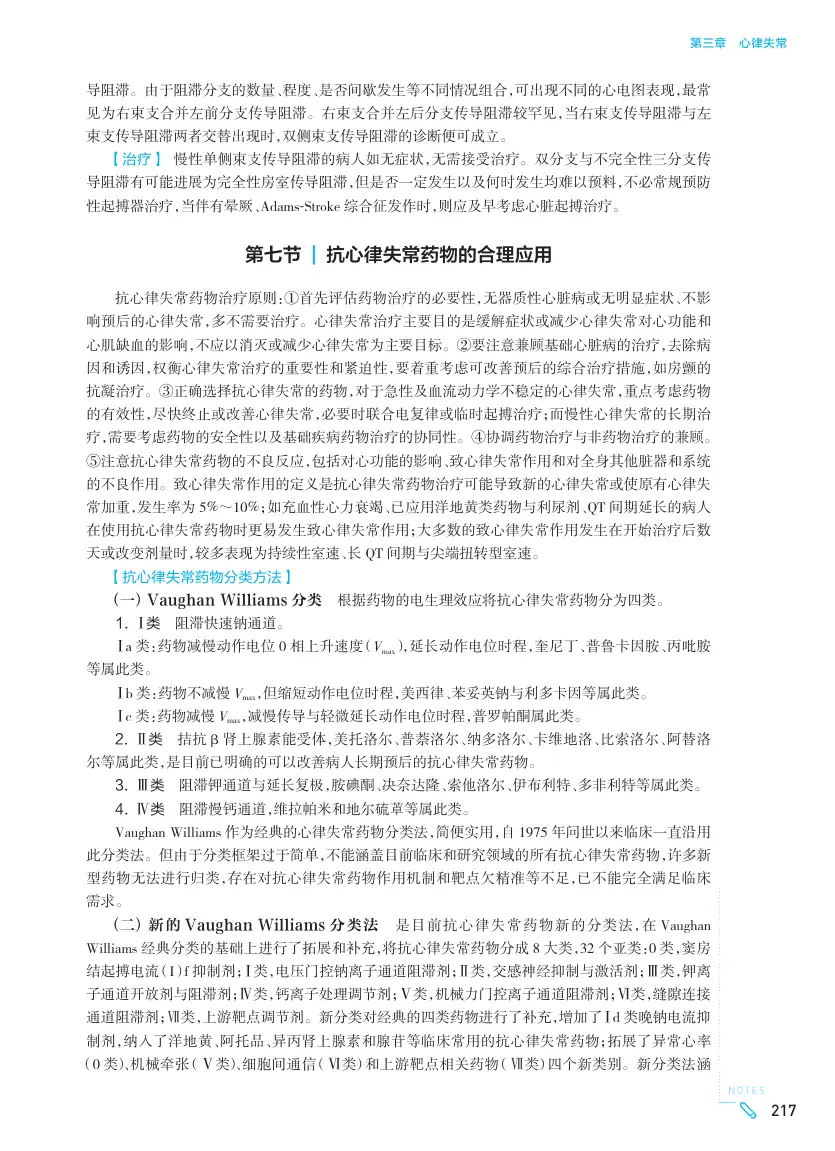 第三章 心律失常
导阻滞。由于阻滞分支的数量、程度、是否间歇发生等不同情况组合,可出现不同的心电图表现,最常
见为右束支合并左前分支传导阻滞。右束支合并左后分支传导阻滞较罕见,当右束支传导阻滞与左
束支传导阻滞两者交替出现时,双侧束支传导阻滞的诊断便可成立。
【治疗】 慢性单侧束支传导阻滞的病人如无症状,无需接受治疗。双分支与不完全性三分支传
导阻滞有可能进展为完全性房室传导阻滞,但是否一定发生以及何时发生均难以预料,不必常规预防
性起搏器治疗,当伴有晕厥、Adams-Stroke 综合征发作时,则应及早考虑心脏起搏治疗。
第七节 | 抗心律失常药物的合理应用
抗心律失常药物治疗原则:①首先评估药物治疗的必要性,无器质性心脏病或无明显症状、不影
响预后的心律失常,多不需要治疗。心律失常治疗主要目的是缓解症状或减少心律失常对心功能和
心肌缺血的影响,不应以消灭或减少心律失常为主要目标。②要注意兼顾基础心脏病的治疗,去除病
因和诱因,权衡心律失常治疗的重要性和紧迫性,要着重考虑可改善预后的综合治疗措施,如房颤的
抗凝治疗。③正确选择抗心律失常的药物,对于急性及血流动力学不稳定的心律失常,重点考虑药物
的有效性,尽快终止或改善心律失常,必要时联合电复律或临时起搏治疗;而慢性心律失常的长期治
疗,需要考虑药物的安全性以及基础疾病药物治疗的协同性。④协调药物治疗与非药物治疗的兼顾。
⑤注意抗心律失常药物的不良反应,包括对心功能的影响、致心律失常作用和对全身其他脏器和系统
的不良作用。致心律失常作用的定义是抗心律失常药物治疗可能导致新的心律失常或使原有心律失
常加重,发生率为 5%～10%;如充血性心力衰竭、已应用洋地黄类药物与利尿剂、QT 间期延长的病人
在使用抗心律失常药物时更易发生致心律失常作用;大多数的致心律失常作用发生在开始治疗后数
天或改变剂量时,较多表现为持续性室速、长 QT 间期与尖端扭转型室速。
【抗心律失常药物分类方法】
(一) Vaughan Williams 分类 根据药物的电生理效应将抗心律失常药物分为四类。
1. Ⅰ类 阻滞快速钠通道。
Ⅰa 类:药物减慢动作电位 0 相上升速度(Vmax),延长动作电位时程,奎尼丁、普鲁卡因胺、丙吡胺
等属此类。
Ⅰb 类:药物不减慢 Vmax,但缩短动作电位时程,美西律、苯妥英钠与利多卡因等属此类。
Ⅰc 类:药物减慢 Vmax,减慢传导与轻微延长动作电位时程,普罗帕酮属此类。
2. Ⅱ类 拮抗 β 肾上腺素能受体,美托洛尔、普萘洛尔、纳多洛尔、卡维地洛、比索洛尔、阿替洛
尔等属此类,是目前已明确的可以改善病人长期预后的抗心律失常药物。
3. Ⅲ类 阻滞钾通道与延长复极,胺碘酮、决奈达隆、索他洛尔、伊布利特、多非利特等属此类。
4. Ⅳ类 阻滞慢钙通道,维拉帕米和地尔硫䓬等属此类。
Vaughan Williams 作为经典的心律失常药物分类法,简便实用,自 1975 年问世以来临床一直沿用
此分类法。但由于分类框架过于简单,不能涵盖目前临床和研究领域的所有抗心律失常药物,许多新
型药物无法进行归类,存在对抗心律失常药物作用机制和靶点欠精准等不足,已不能完全满足临床
需求。
(二) 新的 Vaughan Williams 分类法 是目前抗心律失常药物新的分类法,在 Vaughan
Williams 经典分类的基础上进行了拓展和补充,将抗心律失常药物分成 8 大类,32 个亚类:0 类,窦房
结起搏电流(I)f 抑制剂;Ⅰ类,电压门控钠离子通道阻滞剂;Ⅱ类,交感神经抑制与激活剂;Ⅲ类,钾离
子通道开放剂与阻滞剂;Ⅳ类,钙离子处理调节剂;Ⅴ类,机械力门控离子通道阻滞剂;Ⅵ类,缝隙连接
通道阻滞剂;Ⅶ类,上游靶点调节剂。新分类对经典的四类药物进行了补充,增加了Ⅰd 类晚钠电流抑
制剂,纳入了洋地黄、阿托品、异丙肾上腺素和腺苷等临床常用的抗心律失常药物;拓展了异常心率
(0 类)、机械牵张(Ⅴ类)、细胞间通信(Ⅵ类)和上游靶点相关药物(Ⅶ类)四个新类别。新分类法涵
NOTES
217